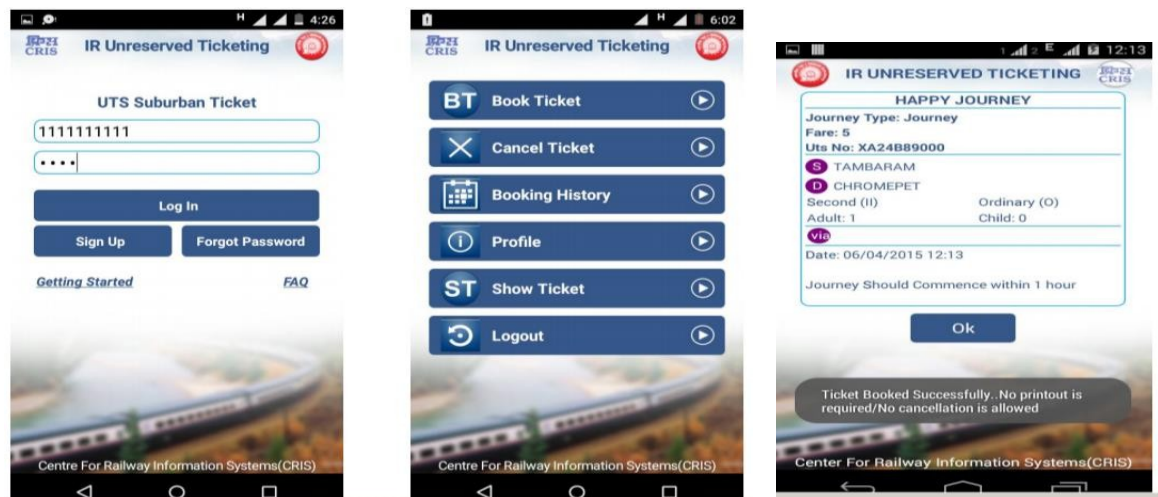 H 4:26
क्रिस
CRIS
IR Unreserved Ticketing
UTS Suburban Ticket
1111111111
••••
Log In
Sign Up
Forgot Password
Getting Started
FAQ
Centre For Railway Information Systems(CRIS)
H 6:02
क्रिस
CRIS
IR Unreserved Ticketing
BT Book Ticket
Cancel Ticket
Booking History
Profile
ST Show Ticket
Logout
Centre For Railway Information Systems(CRIS)
1 2 E 12:13
IR UNRESERVED TICKETING
क्रिस
CRIS
HAPPY JOURNEY
Journey Type: Journey
Fare: 5
Uts No: XA24B89000
S TAMBARAM
D CHROMEPET
Second (II) Ordinary (O)
Adult: 1 Child: 0
via
Date: 06/04/2015 12:13
Journey Should Commence within 1 hour
Ok
Ticket Booked Successfully..No printout is
required/No cancellation is allowed
Center For Railway Information Systems(CRIS)